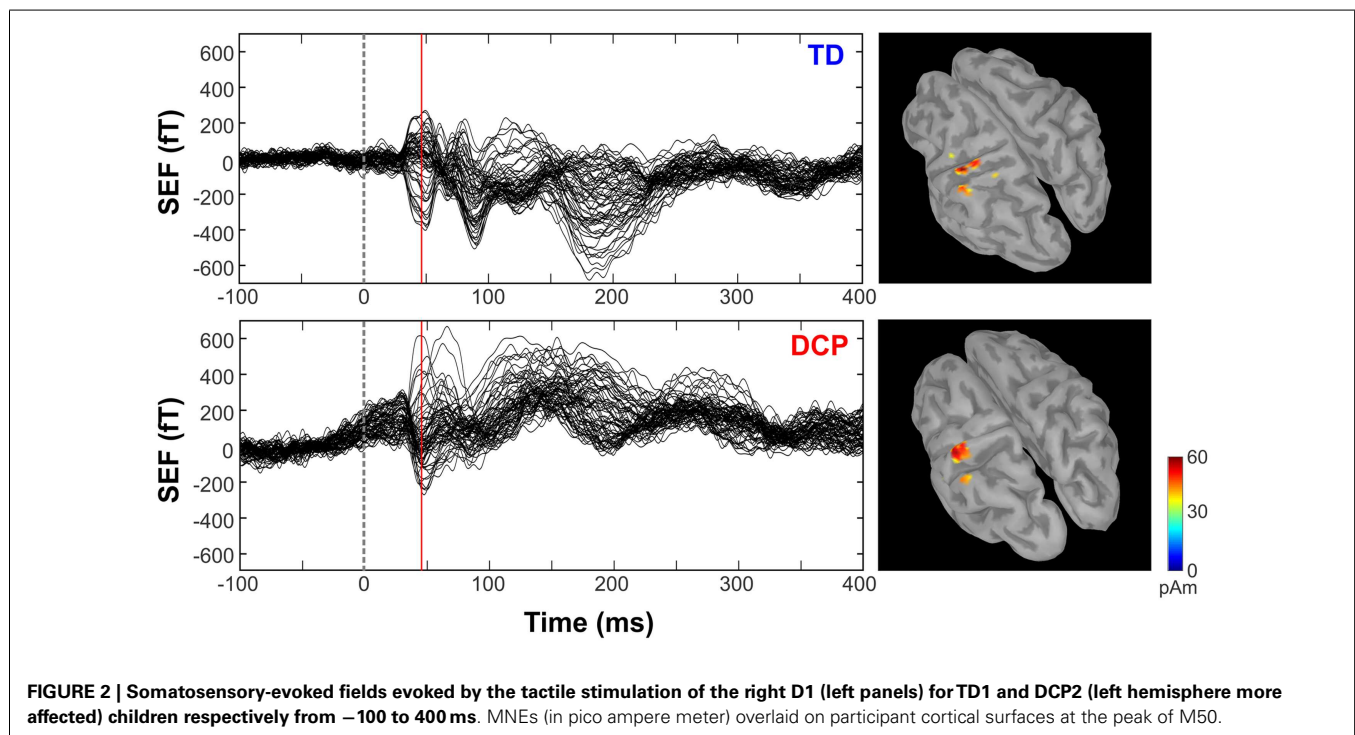 TD
SEF (fT)
600
400
200
0
-200
-400
-600
-100 0 100 200 300 400
DCP
SEF (fT)
600
400
200
0
-200
-400
-600
-100 0 100 200 300 400
Time (ms)
60
30
0
pAm
FIGURE 2 | Somatosensory-evoked fields evoked by the tactile stimulation of the right D1 (left panels) for TD1 and DCP2 (left hemisphere more
affected) children respectively from −100 to 400 ms. MNEs (in pico ampere meter) overlaid on participant cortical surfaces at the peak of M50.